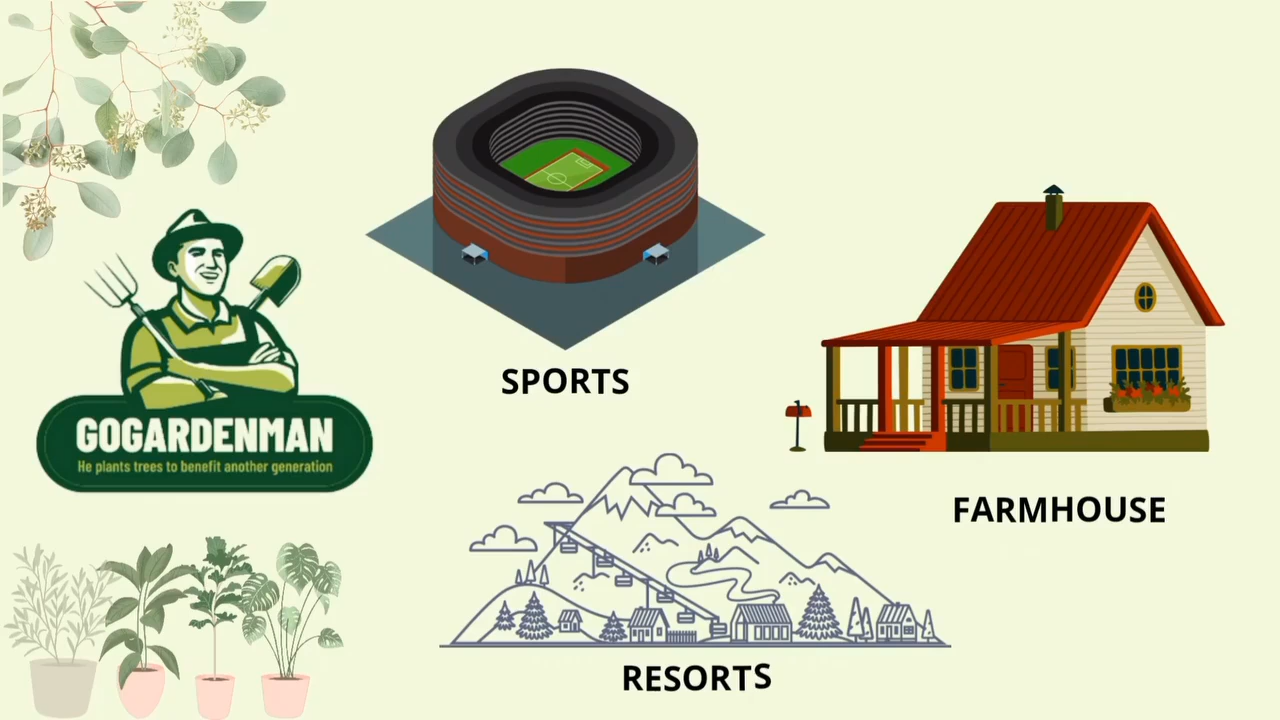 SPORTS
GOGARDENMAN
He plants trees to benefit another generation
FARMHOUSE
RESORTS